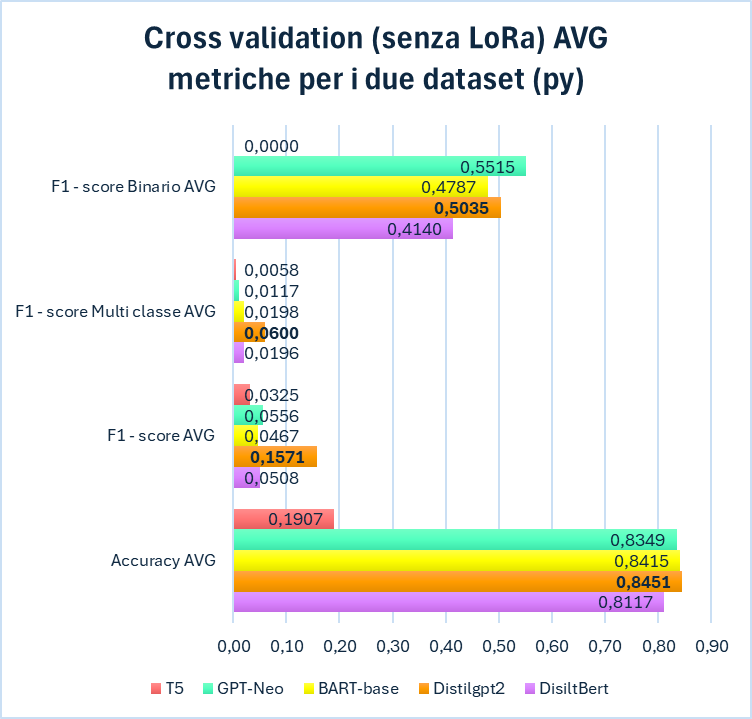 Cross validation (senza LoRa) AVG
metriche per i due dataset (py)
0,0000
0,5515
F1 - score Binario AVG
0,4787
0,5035
0,4140
0,0058
0,0117
F1 - score Multi classe AVG
0,0198
0,0600
0,0196
0,0325
0,0556
F1 - score AVG
0,0467
0,1571
0,0508
0,1907
0,8349
Accuracy AVG
0,8415
0,8451
0,8117
0,00 0,10 0,20 0,30 0,40 0,50 0,60 0,70 0,80 0,90
T5 GPT-Neo BART-base Distilgpt2 DisiltBert